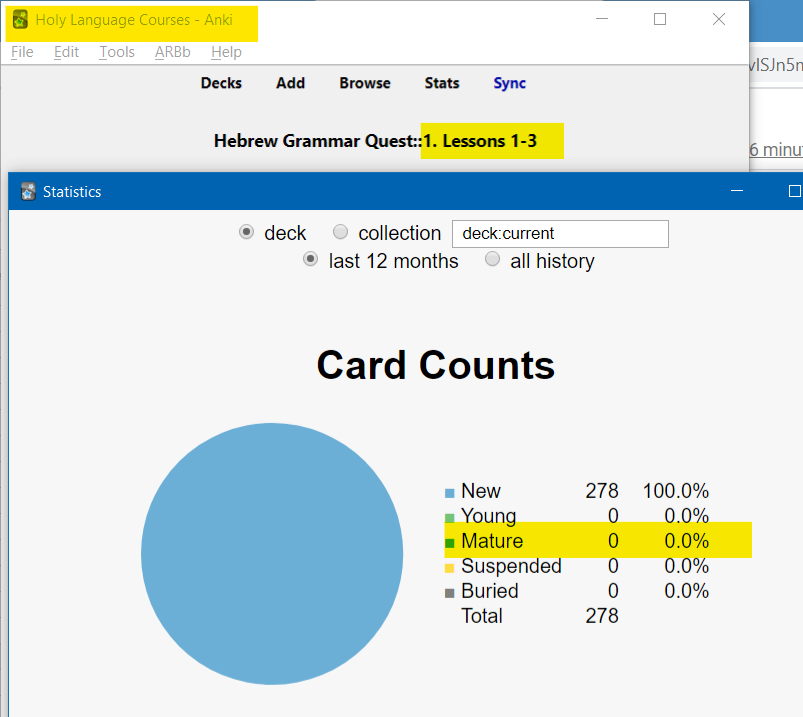 Holy Language Courses - Anki
File Edit Tools ARBb Help
Decks Add Browse Stats Sync
Hebrew Grammar Quest::1. Lessons 1-3
6 minu
Statistics
deck collection deck:current
last 12 months all history
Card Counts
New 278 100.0%
Young 0 0.0%
Mature 0 0.0%
Suspended 0 0.0%
Buried 0 0.0%
Total 278